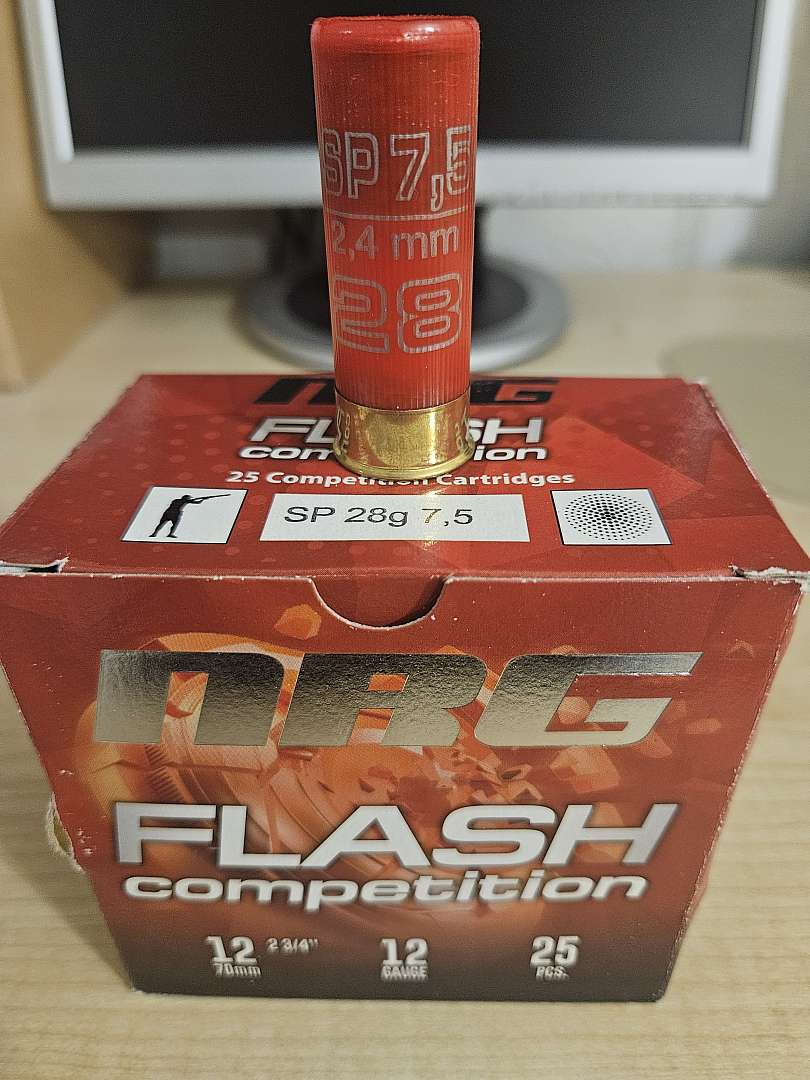 SP 7,5
2,4 mm
28
NRG
FLASH
competition
25 Competition Cartridges
SP 28g 7,5
NRG
FLASH
competition
12 2 3/4" 12 25
70mm GAUGE PCS.